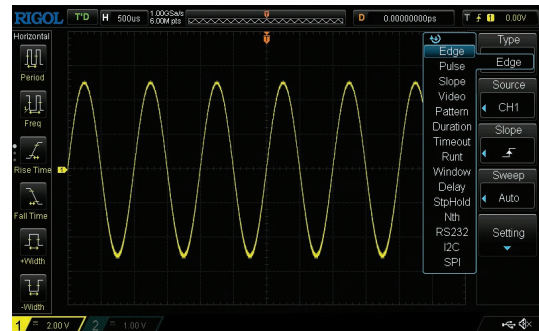 RIGOL T'D H 500us 1.00GSa/s 6.00M pts D 0.00000000ps T 1 0.00V
Horizontal
Period
Freq
Rise Time
Fall Time
+Width
-Width
1
Edge
Pulse
Slope
Video
Pattern
Duration
Timeout
Runt
Window
Delay
StpHold
Nth
RS232
I2C
SPI
Type
Edge
Source
CH1
Slope
Sweep
Auto
Setting
1 = 2.00 V 2 = 1.00 V